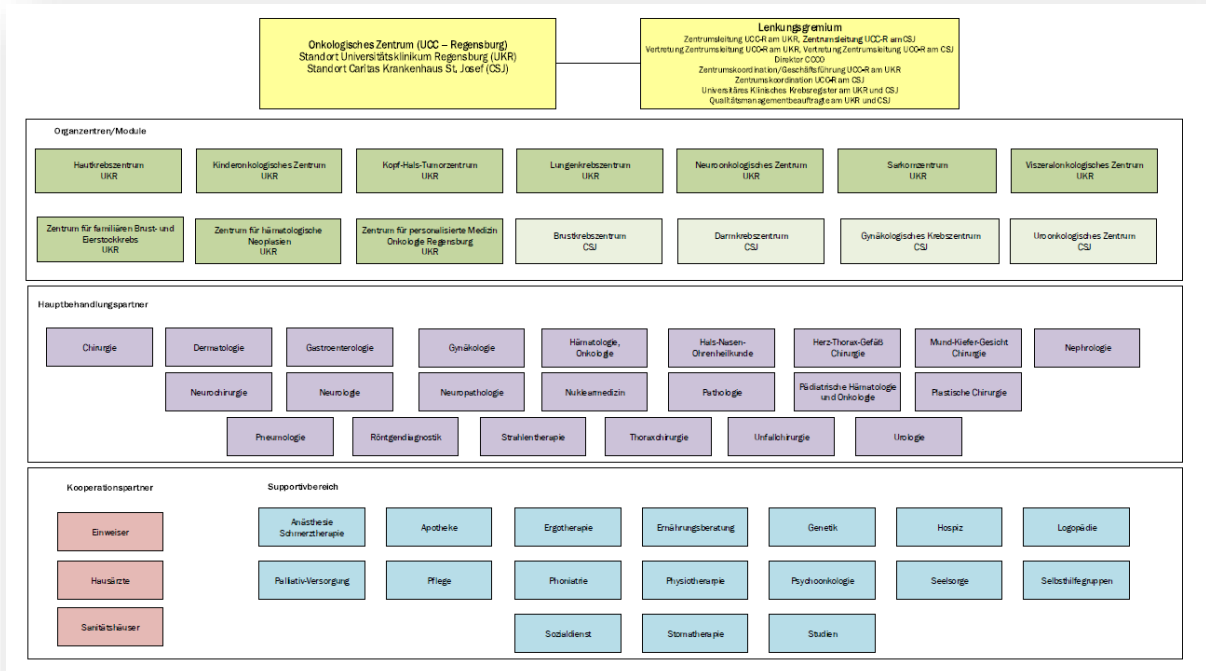 Onkologisches Zentrum (UCC – Regensburg)
Standort Universitätsklinikum Regensburg (UKR)
Standort Caritas Krankenhaus St. Josef (CSJ)
Lenkungsgremium
Zentrumsleitung UCC-R am UKR, Zentrumsleitung UCC-R am CSJ
Vertretung Zentrumsleitung UCC-R am UKR, Vertretung Zentrumsleitung UCC-R am CSJ
Direktor CCCO
Zentrumskoordination/Geschäftsführung UCC-R am UKR
Zentrumskoordination UCC-R am CSJ
Universitäres Klinisches Krebsregister am UKR und CSJ
Qualitätsmanagementbeauftragte am UKR und CSJ
Organzentren/Module
Hautkrebszentrum
UKR
Kinderonkologisches Zentrum
UKR
Kopf-Hals-Tumorzentrum
UKR
Lungenkrebszentrum
UKR
Neuroonkologisches Zentrum
UKR
Sarkomzentrum
UKR
Viszeralonkologisches Zentrum
UKR
Zentrum für familiären Brust- und
Eierstockkrebs
UKR
Zentrum für hämatologische
Neoplasien
UKR
Zentrum für personalisierte Medizin
Onkologie Regensburg
UKR
Brustkrebszentrum
CSJ
Darmkrebszentrum
CSJ
Gynäkologisches Krebszentrum
CSJ
Uroonkologisches Zentrum
CSJ
Hauptbehandlungspartner
Chirurgie
Dermatologie
Gastroenterologie
Gynäkologie
Hämatologie,
Onkologie
Hals-Nasen-
Ohrenheilkunde
Herz-Thorax-Gefäß
Chirurgie
Mund-Kiefer-Gesicht
Chirurgie
Nephrologie
Neurochirurgie
Neurologie
Neuropathologie
Nuklearmedizin
Pathologie
Pädiatrische Hämatologie
und Onkologie
Plastische Chirurgie
Pneumologie
Röntgendiagnostik
Strahlentherapie
Thoraxchirurgie
Unfallchirurgie
Urologie
Kooperationspartner
Einweiser
Hausärzte
Sanitätshäuser
Supportivbereich
Anästhesie
Schmerztherapie
Apotheke
Ergotherapie
Ernährungsberatung
Genetik
Hospiz
Logopädie
Palliativ-Versorgung
Pflege
Phoniatrie
Physiotherapie
Psychoonkologie
Seelsorge
Selbsthilfegruppen
Sozialdienst
Stomatherapie
Studien